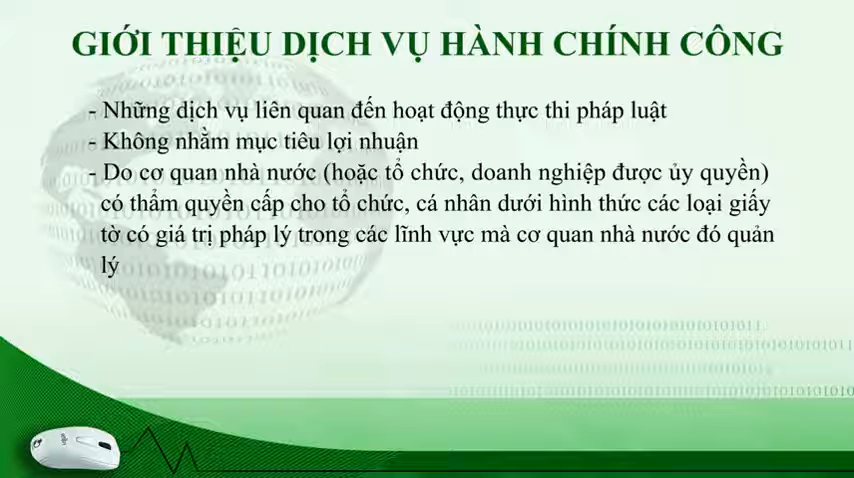 GIỚI THIỆU DỊCH VỤ HÀNH CHÍNH CÔNG
- Những dịch vụ liên quan đến hoạt động thực thi pháp luật
- Không nhằm mục tiêu lợi nhuận
- Do cơ quan nhà nước (hoặc tổ chức, doanh nghiệp được ủy quyền)
có thẩm quyền cấp cho tổ chức, cá nhân dưới hình thức các loại giấy
tờ có giá trị pháp lý trong các lĩnh vực mà cơ quan nhà nước đó quản
lý